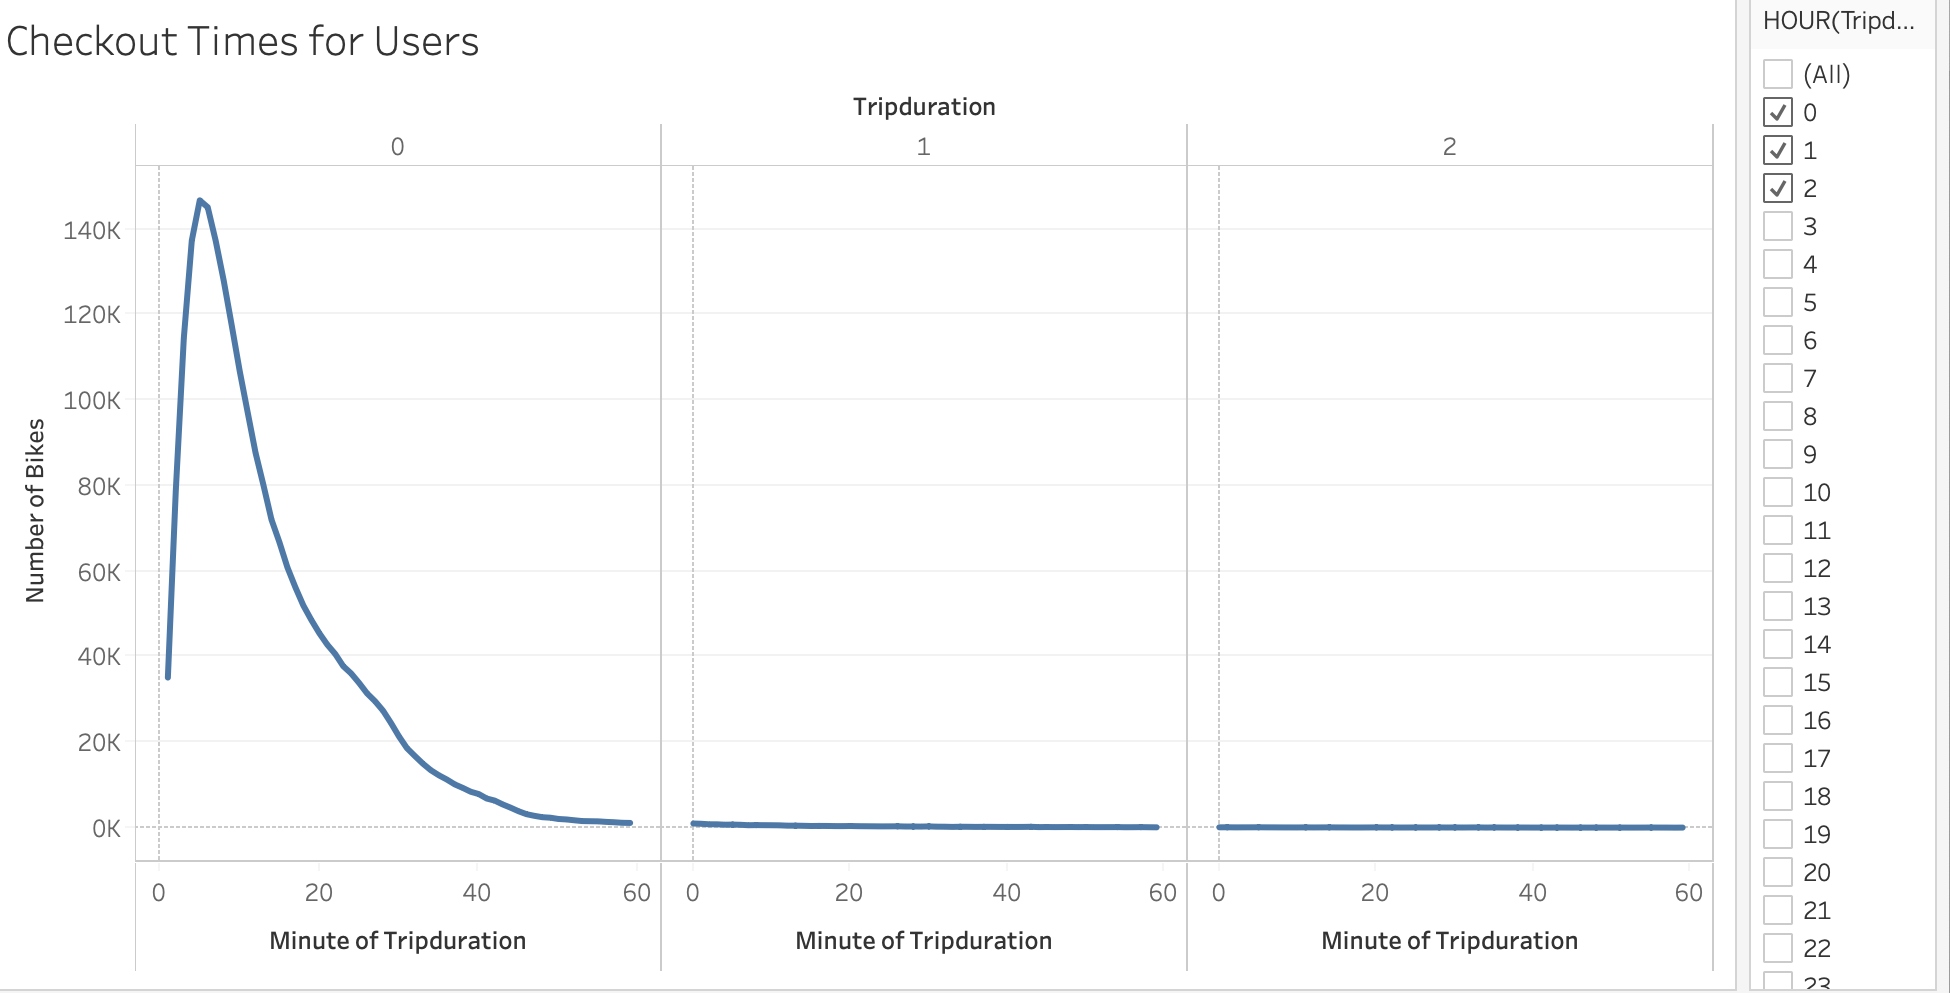 Checkout Times for Users
Tripduration
0 1 2
140K
120K
100K
80K
60K
40K
20K
0K
Number of Bikes
0 20 40 60 0 20 40 60 0 20 40 60
Minute of Tripduration Minute of Tripduration Minute of Tripduration
HOUR(Tripd...
(All)
0
1
2
3
4
5
6
7
8
9
10
11
12
13
14
15
16
17
18
19
20
21
22
23